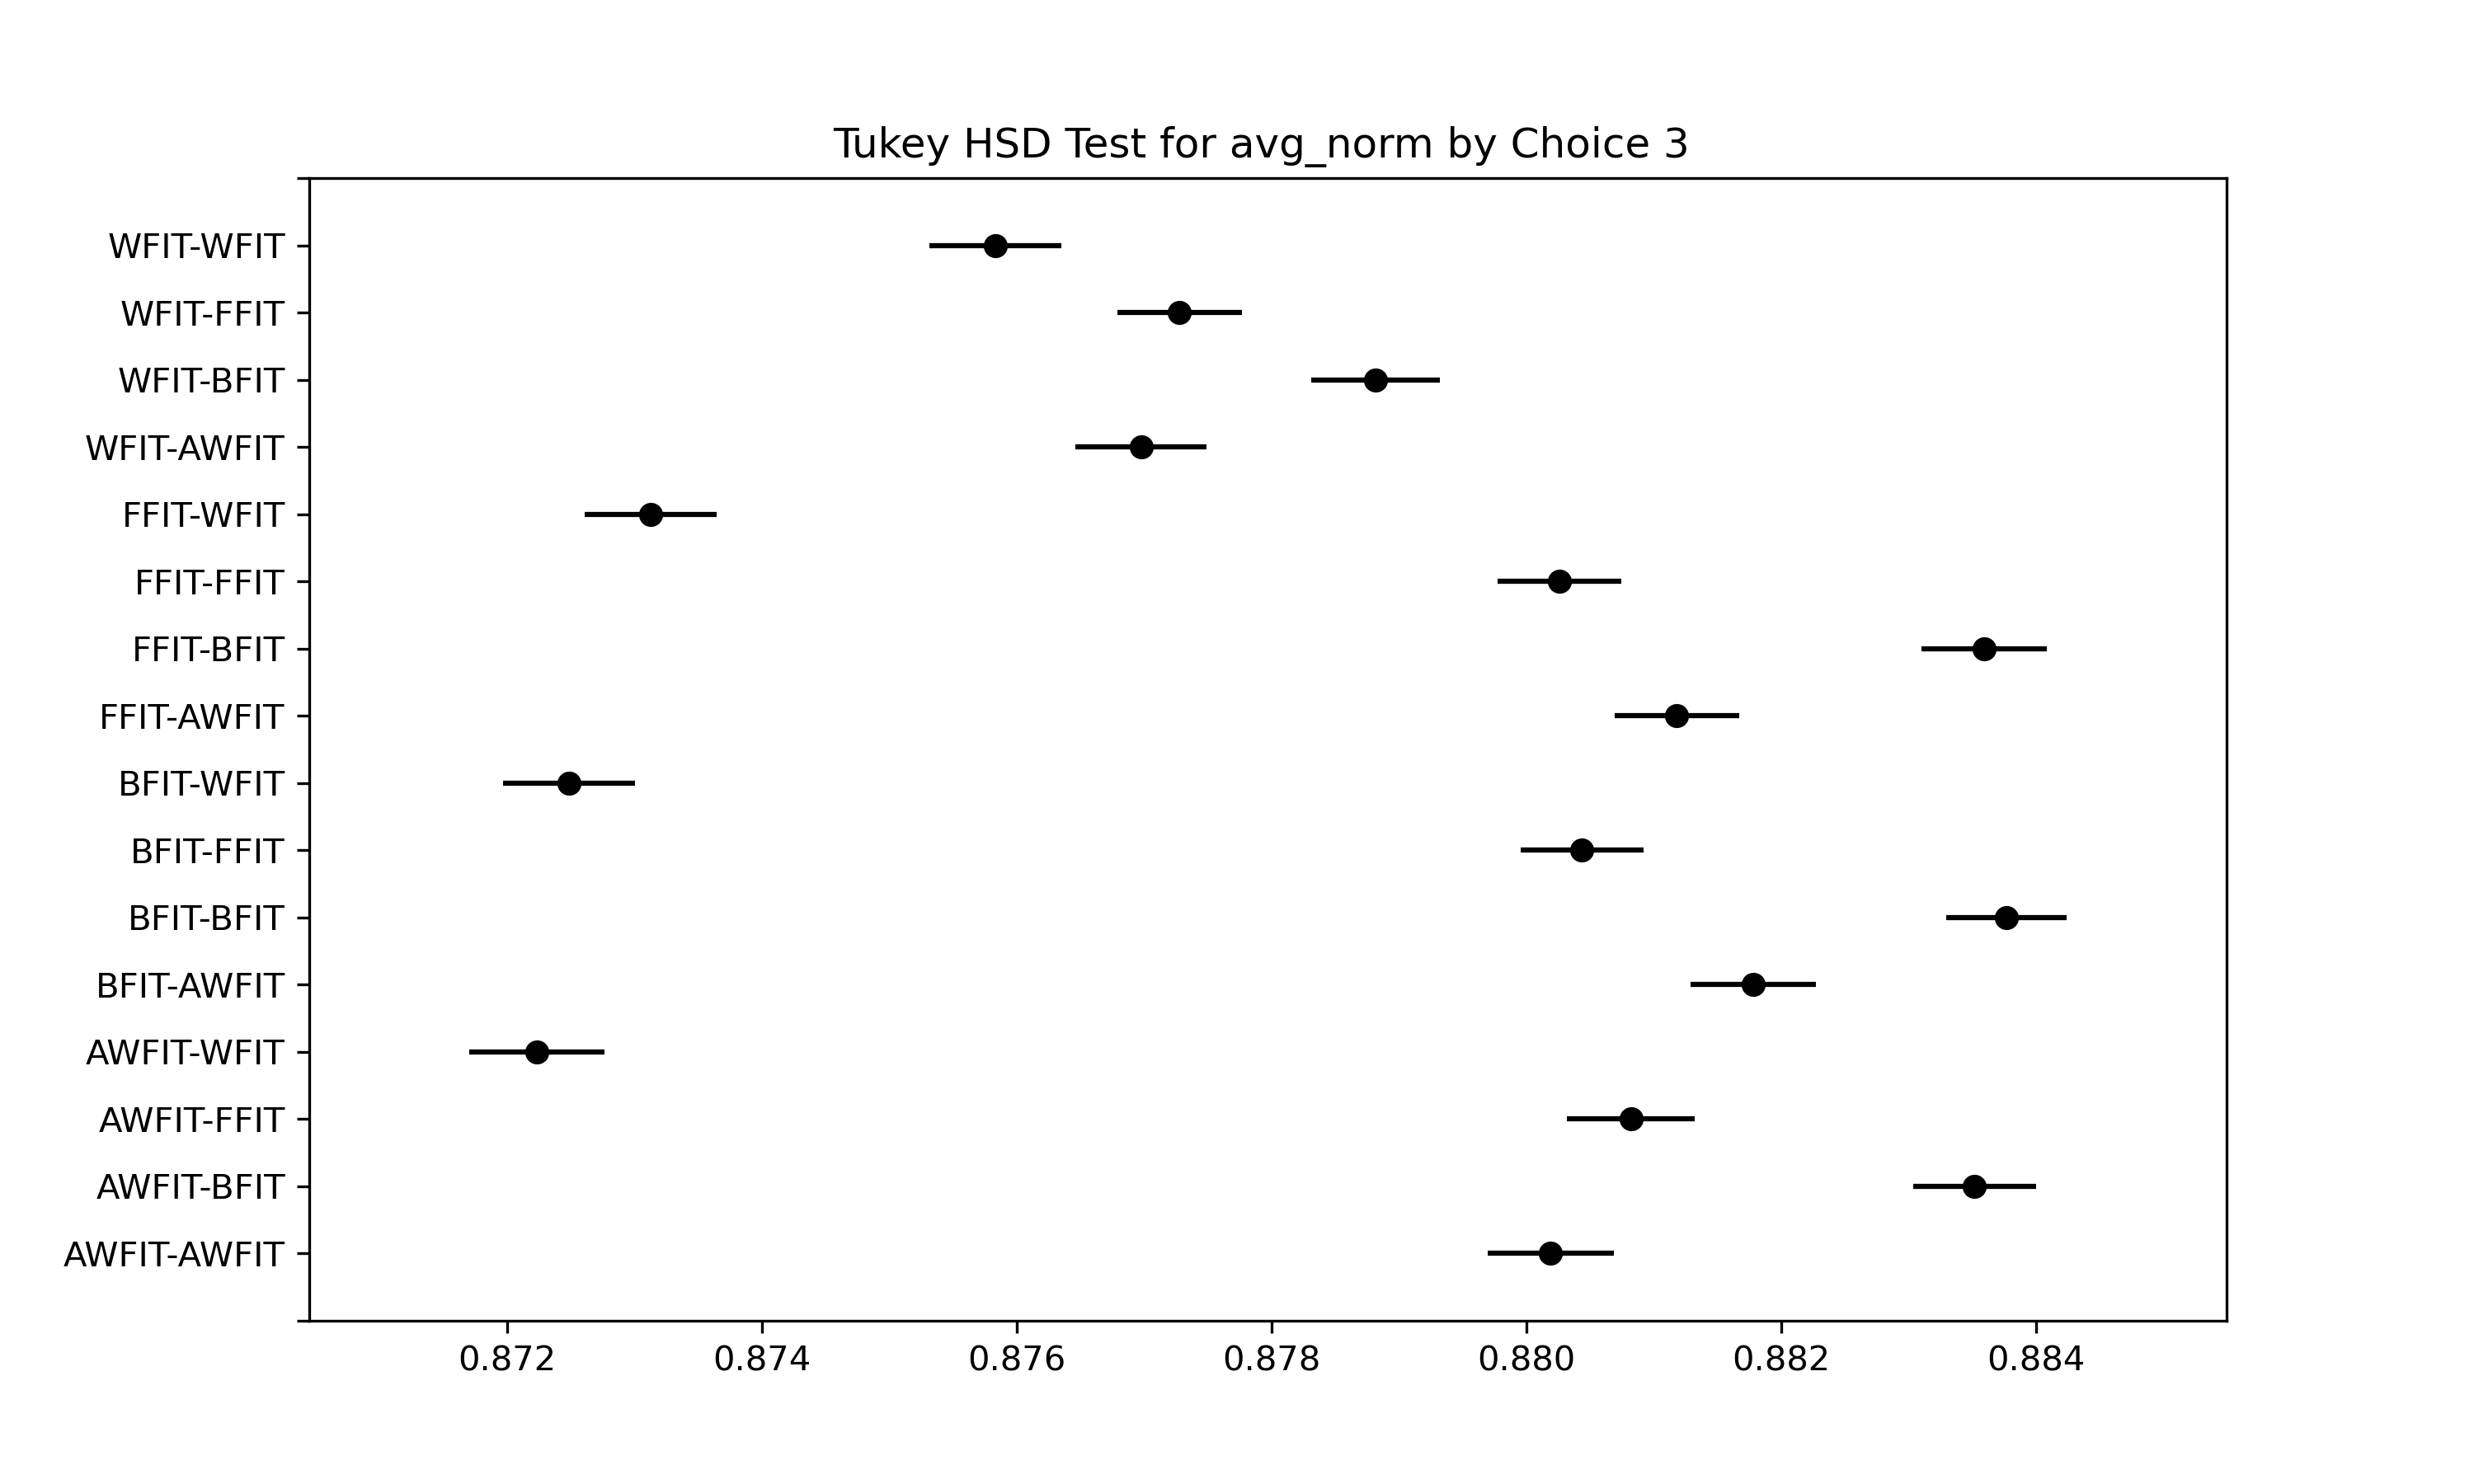 Tukey HSD Test for avg_norm by Choice 3
WFIT-WFIT
WFIT-FFIT
WFIT-BFIT
WFIT-AWFIT
FFIT-WFIT
FFIT-FFIT
FFIT-BFIT
FFIT-AWFIT
BFIT-WFIT
BFIT-FFIT
BFIT-BFIT
BFIT-AWFIT
AWFIT-WFIT
AWFIT-FFIT
AWFIT-BFIT
AWFIT-AWFIT
0.872 0.874 0.876 0.878 0.880 0.882 0.884